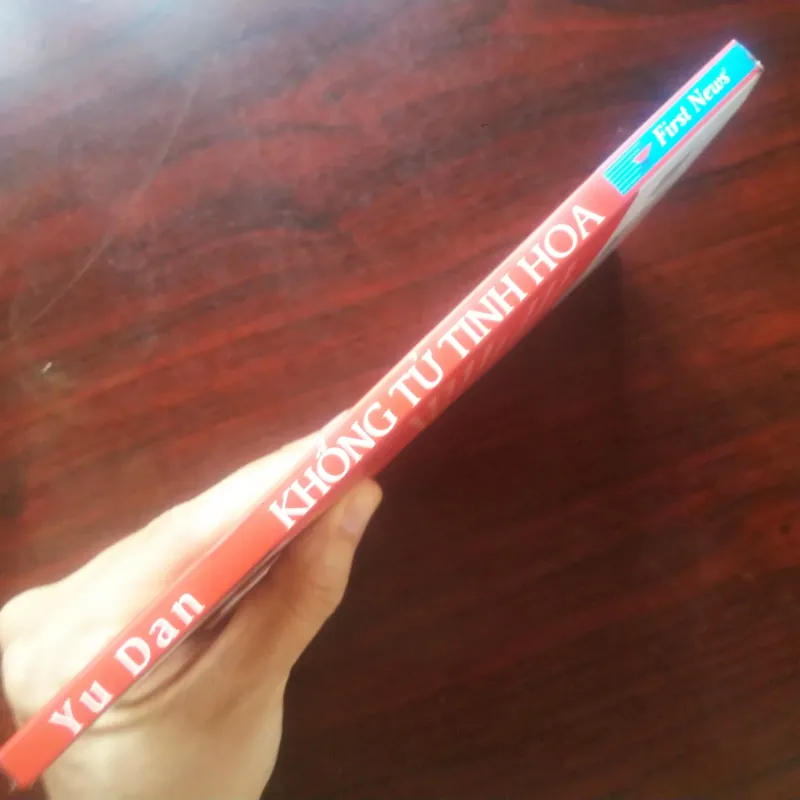 Yu Dan
KHỔNG TỬ TINH HOA
First News